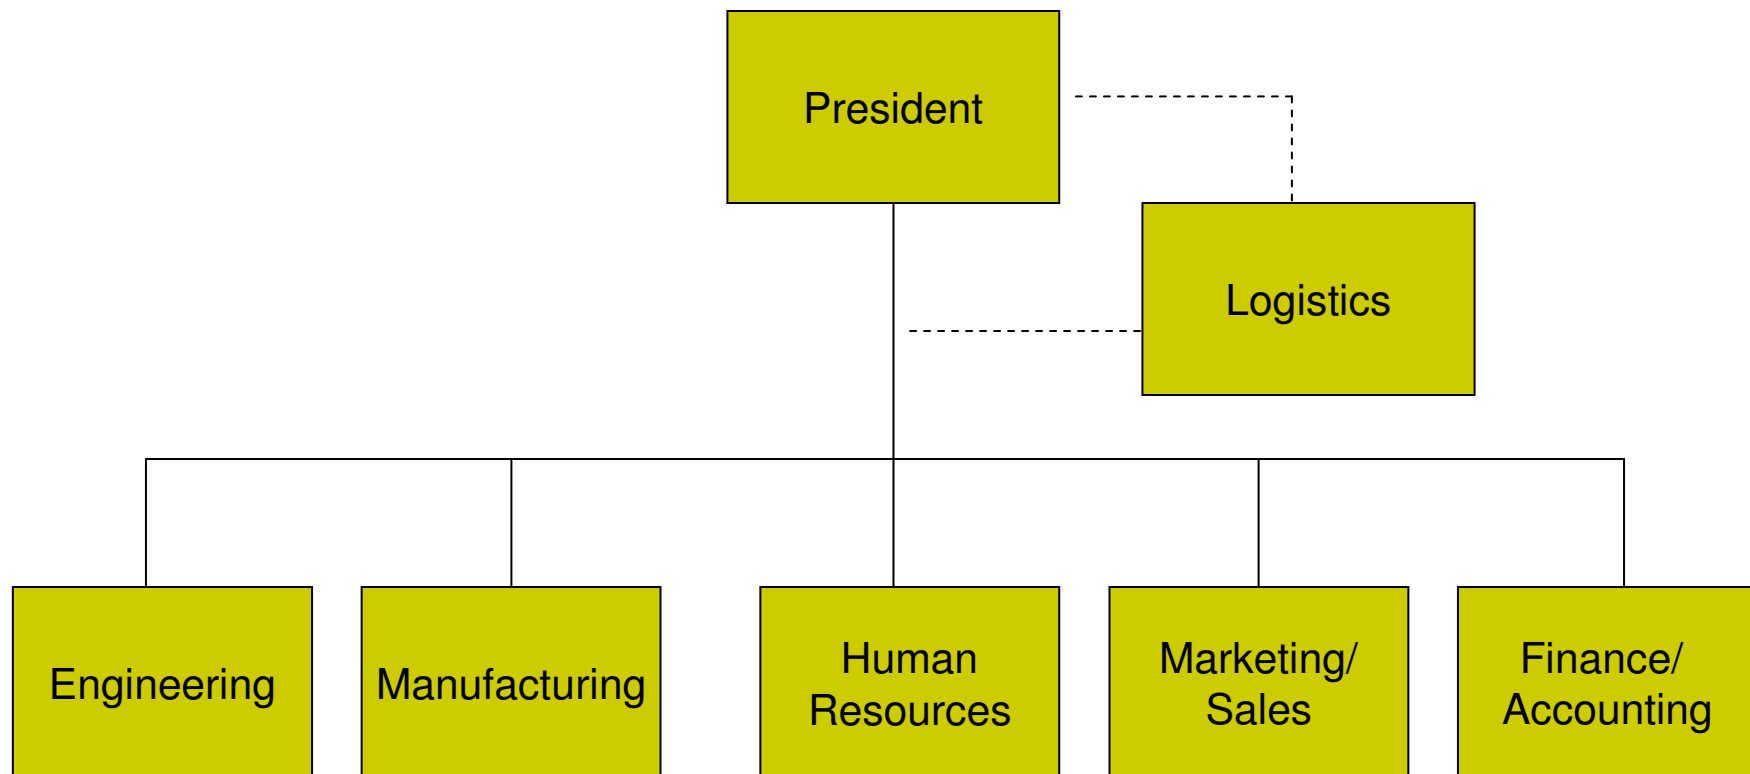 President
Logistics
Engineering
Manufacturing
Human
Resources
Marketing/
Sales
Finance/
Accounting